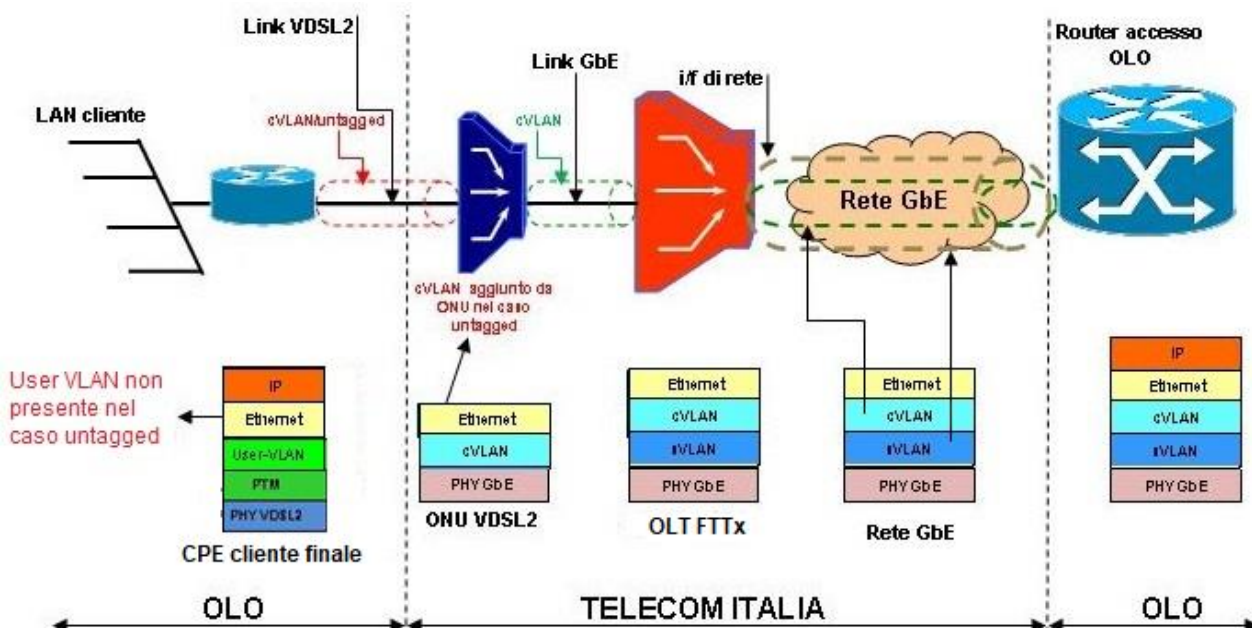 Link VDSL2
Link GbE
i/f di rete
Router accesso
OLO
LAN cliente
cVLAN/untagged
cVLAN
Rete GbE
cVLAN aggiunto da
ONU nel caso
untagged
User VLAN non
presente nel
caso untagged
IP
Ethernet
User-VLAN
PTM
PHY VDSL2
CPE cliente finale
Ethernet
cVLAN
PHY GbE
ONU VDSL2
Ethernet
cVLAN
sVLAN
PHY GbE
OLT FTTx
Ethernet
cVLAN
sVLAN
PHY GbE
Rete GbE
IP
Ethernet
cVLAN
sVLAN
PHY GbE
OLO
TELECOM ITALIA
OLO